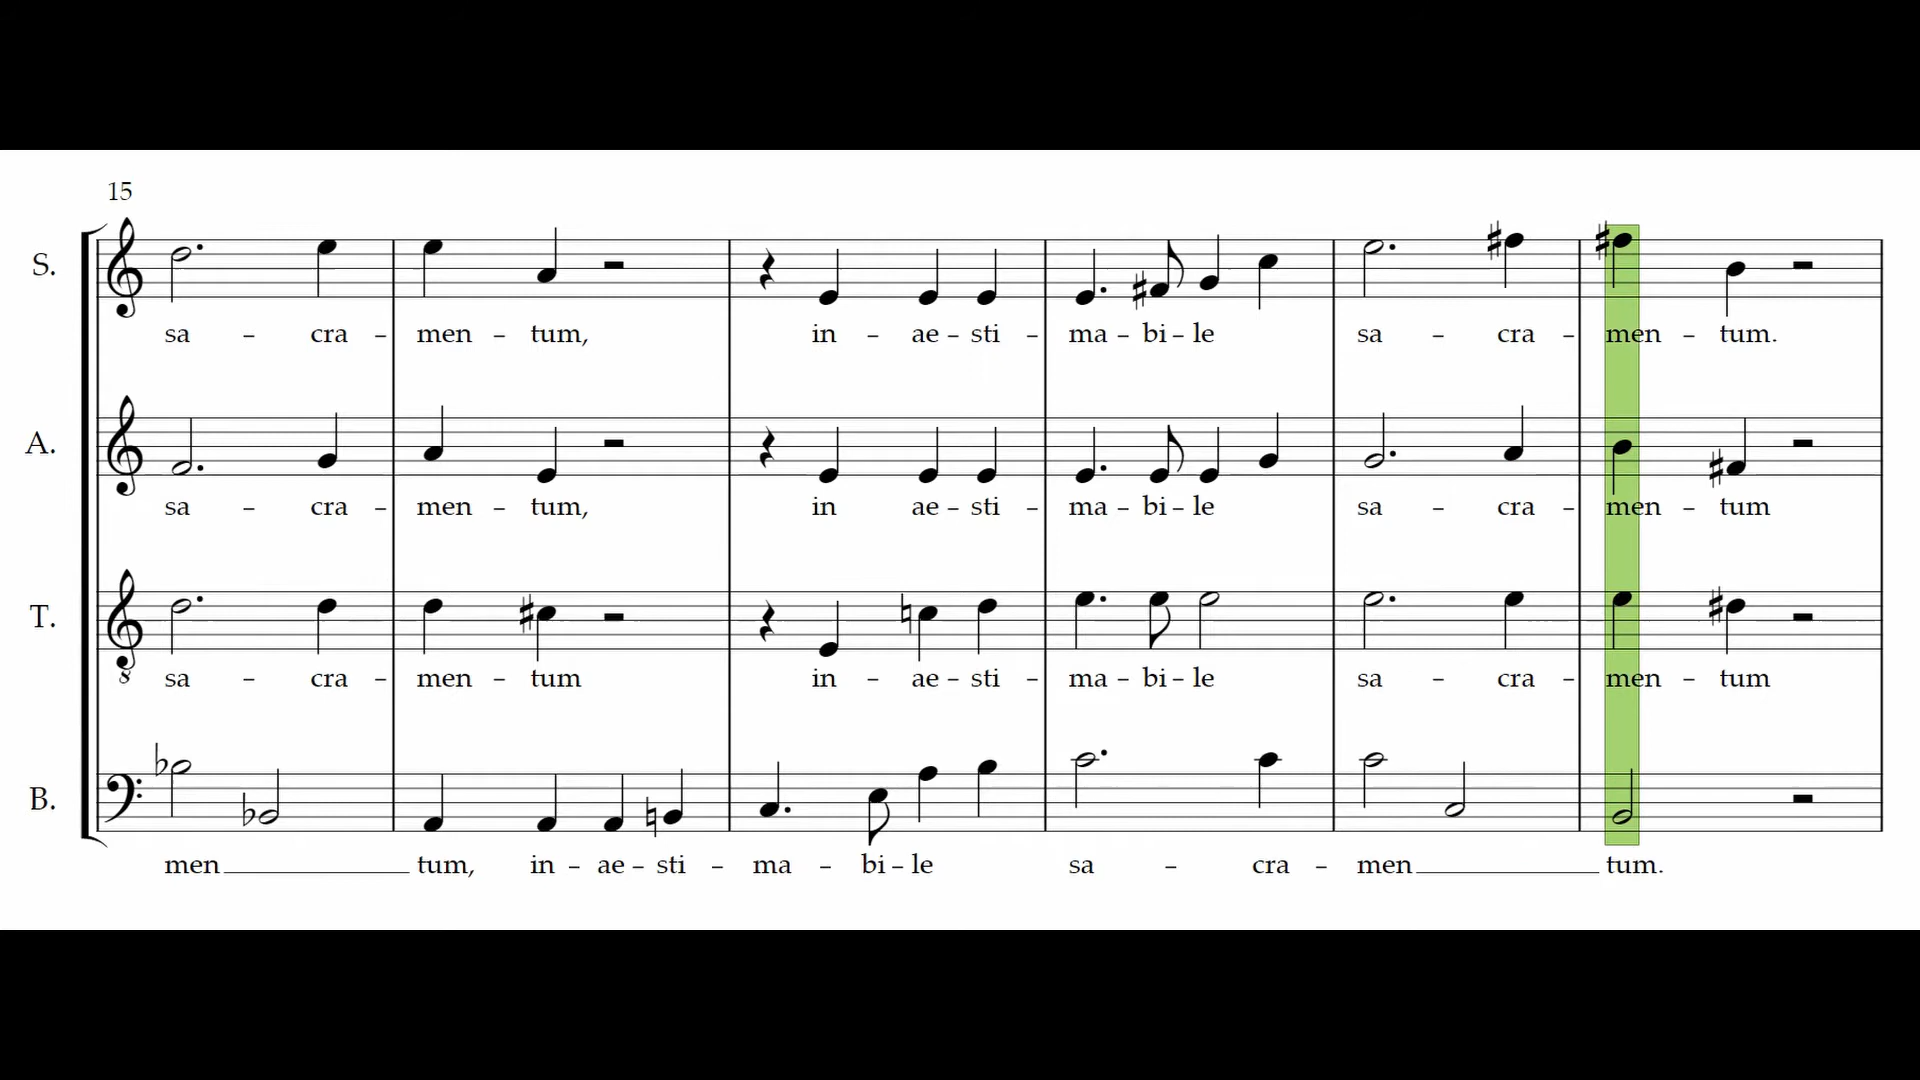 15
S.
sa – cra – men – tum, in – ae – sti – ma – bi – le sa – cra – men – tum.
A.
sa – cra – men – tum, in ae – sti – ma – bi – le sa – cra – men – tum
T.
8
sa – cra – men – tum in – ae – sti – ma – bi – le sa – cra – men – tum
B.
men tum, in – ae – sti – ma – bi – le sa – cra – men tum.